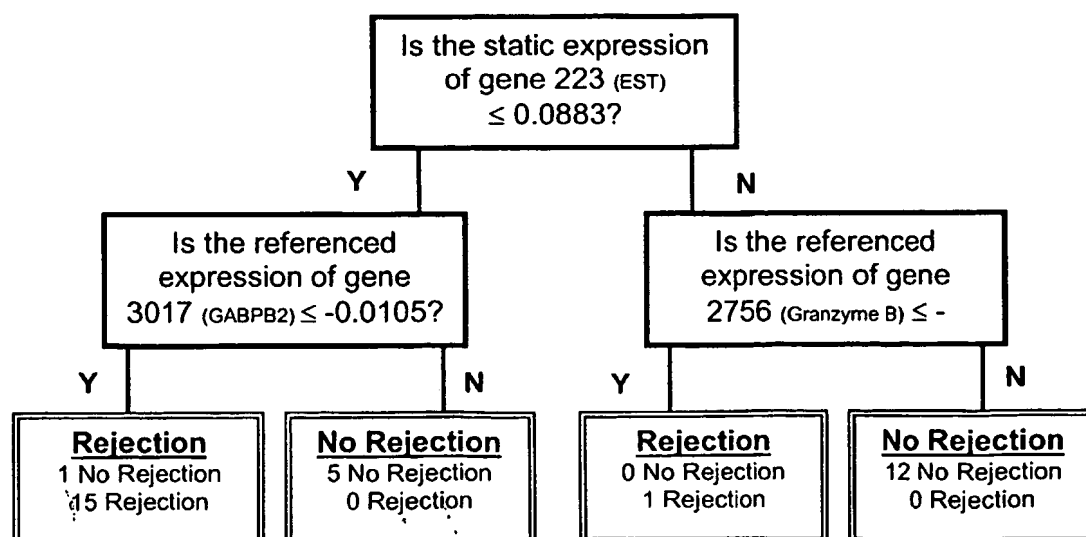 Is the static expression
of gene 223 (EST)
≤ 0.0883?
Y
N
Is the referenced
expression of gene
3017 (GABPB2) ≤ -0.0105?
Is the referenced
expression of gene
2756 (Granzyme B) ≤ -
Y
N
Y
N
Rejection
1 No Rejection
15 Rejection
No Rejection
5 No Rejection
0 Rejection
Rejection
0 No Rejection
1 Rejection
No Rejection
12 No Rejection
0 Rejection